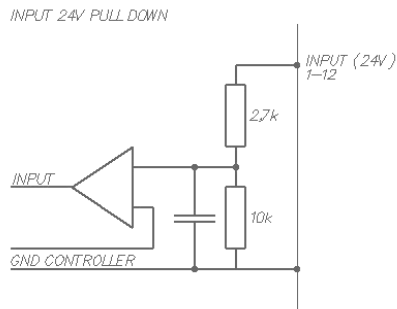 INPUT 24V PULL DOWN
INPUT (24V)
1-12
2,7k
INPUT
10k
GND CONTROLLER